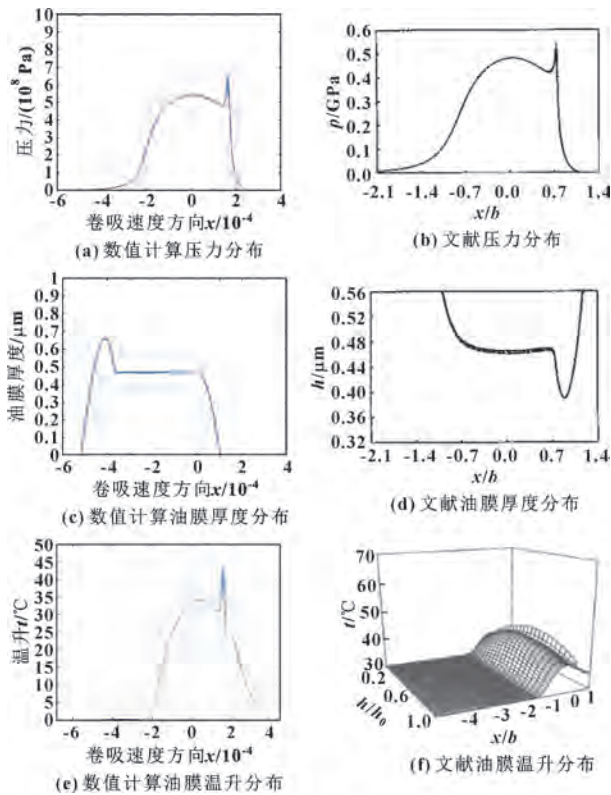 压力/(10⁸ Pa)
10
9
8
7
6
5
4
3
2
1
0
-6 -4 -2 0 2 4
卷吸速度方向x/10⁻⁴
(a) 数值计算压力分布
p/GPa
0.6
0.5
0.4
0.3
0.2
0.1
0.0
-2.1 -1.4 -0.7 0.0 0.7 1.4
x/b
(b) 文献压力分布
油膜厚度/μm
1
0.9
0.8
0.7
0.6
0.5
0.4
0.3
0.2
0.1
0
-6 -4 -2 0 2 4
卷吸速度方向x/10⁻⁴
(c) 数值计算油膜厚度分布
h/μm
0.56
0.52
0.48
0.44
0.40
0.36
0.32
-2.1 -1.4 -0.7 0.0 0.7 1.4
x/b
(d) 文献油膜厚度分布
温升t/℃
50
45
40
35
30
25
20
15
10
5
0
-6 -4 -2 0 2 4
卷吸速度方向x/10⁻⁴
(e) 数值计算油膜温升分布
t/℃
70
60
50
40
30
0.2
0.6
1.0
h/h₀
-4 -3 -2 -1 0 1
x/b
(f) 文献油膜温升分布